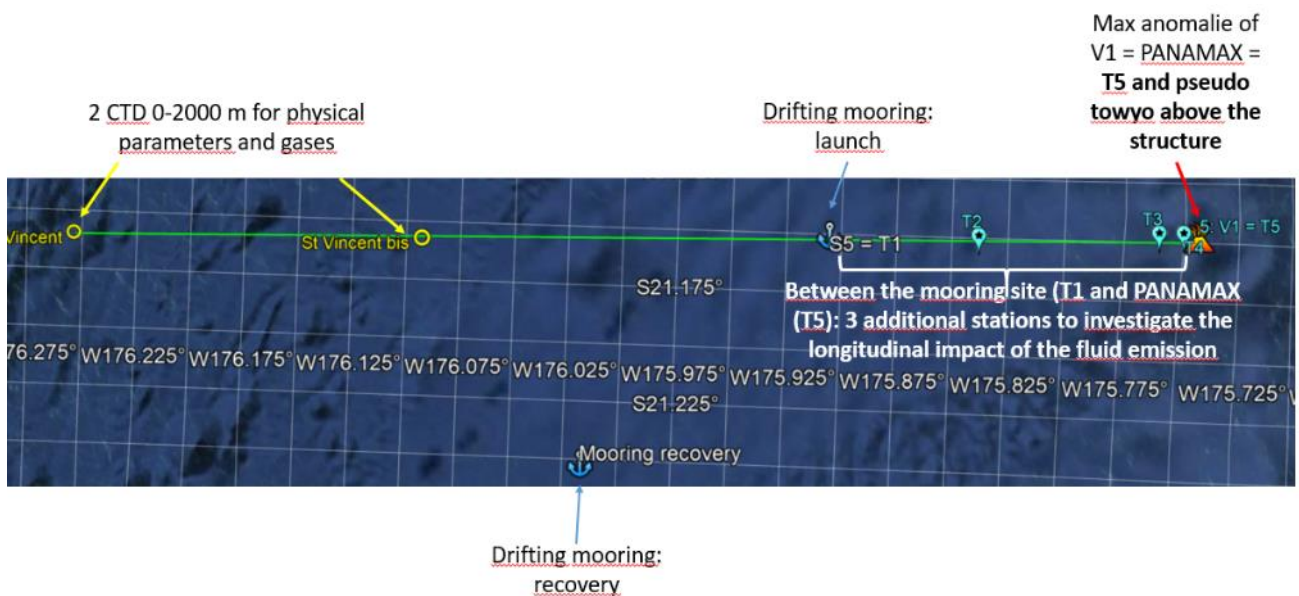 Max anomalie of
V1 = PANAMAX =
T5 and pseudo
towyo above the
structure
2 CTD 0-2000 m for physical
parameters and gases
Drifting mooring:
launch
Vincent
St Vincent bis
S5 = T1
T2
T3
T4
5: V1 = T5
S21.175°
Between the mooring site (T1 and PANAMAX
(T5): 3 additional stations to investigate the
longitudinal impact of the fluid emission
76.275° W176.225° W176.175° W176.125° W176.075° W176.025° W175.975° W175.925° W175.875° W175.825° W175.775° W175.725°
S21.225°
Mooring recovery
Drifting mooring:
recovery